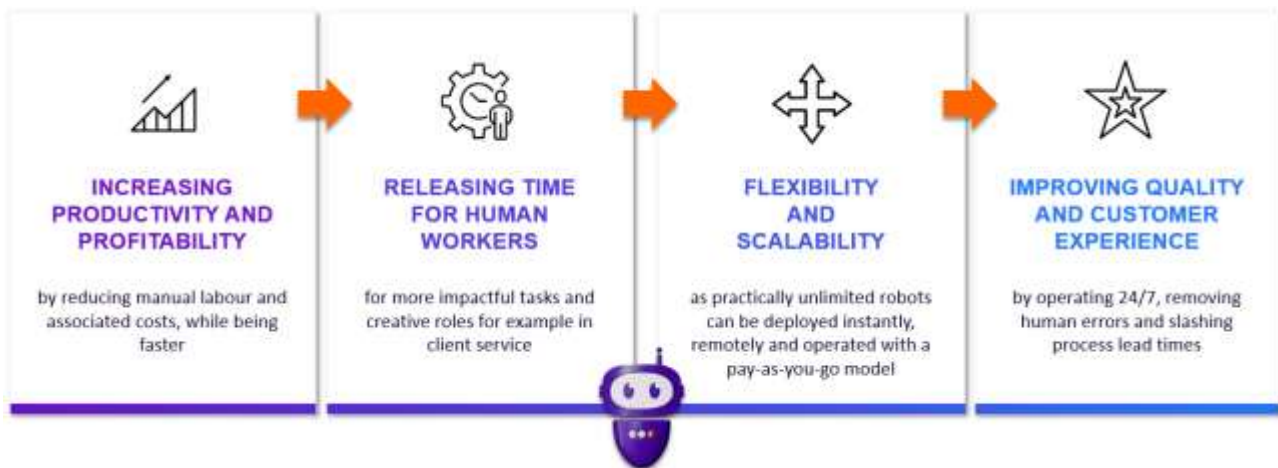 INCREASING
PRODUCTIVITY AND
PROFITABILITY
by reducing manual labour and
associated costs, while being
faster
RELEASING TIME
FOR HUMAN
WORKERS
for more impactful tasks and
creative roles for example in
client service
FLEXIBILITY
AND
SCALABILITY
as practically unlimited robots
can be deployed instantly,
remotely and operated with a
pay-as-you-go model
IMPROVING QUALITY
AND CUSTOMER
EXPERIENCE
by operating 24/7, removing
human errors and slashing
process lead times